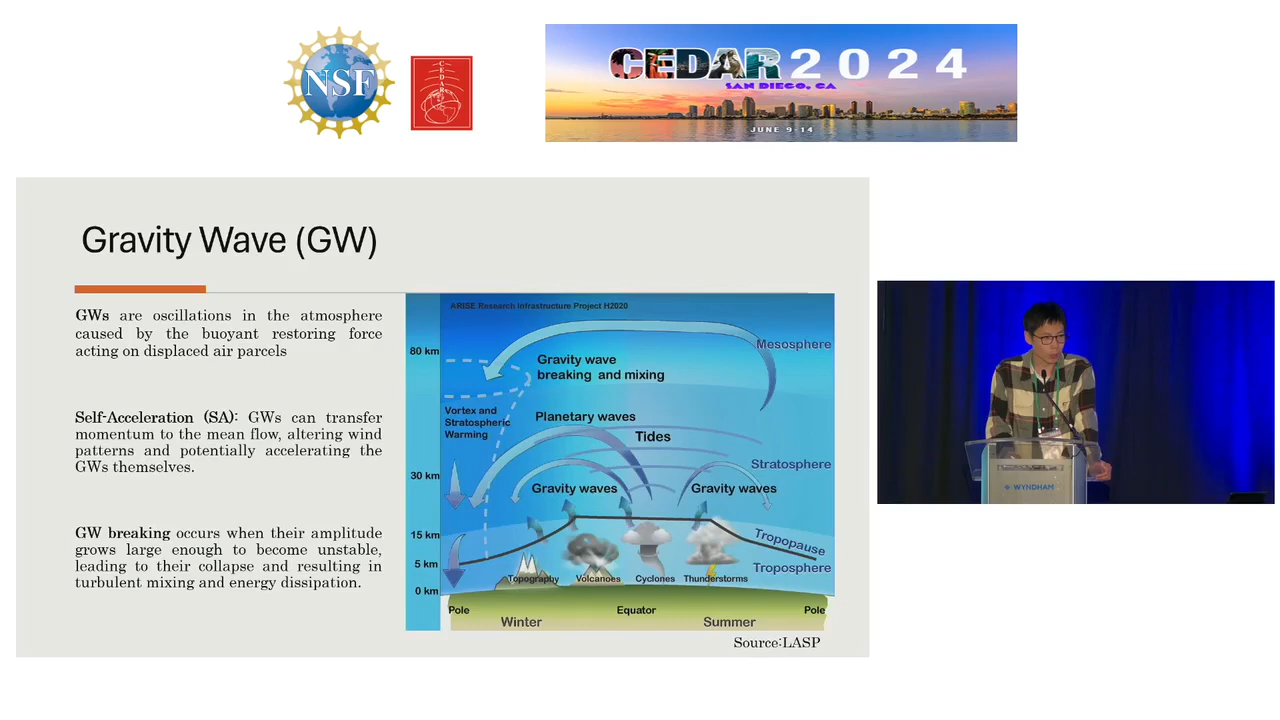 NSF
CEDAR
CEDAR 2024
SAN DIEGO, CA
JUNE 9-14
Gravity Wave (GW)
GWs are oscillations in the atmosphere
caused by the buoyant restoring force
acting on displaced air parcels
Self-Acceleration (SA): GWs can transfer
momentum to the mean flow, altering wind
patterns and potentially accelerating the
GWs themselves.
GW breaking occurs when their amplitude
grows large enough to become unstable,
leading to their collapse and resulting in
turbulent mixing and energy dissipation.
ARISE Research Infrastructure Project H2020
Mesosphere
80 km
Gravity wave
breaking and mixing
Vortex and
Stratospheric
Warming
Planetary waves
Tides
Stratosphere
30 km
Gravity waves
Gravity waves
15 km
Tropopause
5 km
Troposphere
Topography
Volcanoes
Cyclones
Thunderstorms
0 km
Pole
Equator
Pole
Winter
Summer
Source:LASP
WYNDHAM